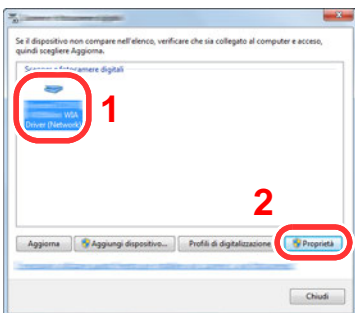 Se il dispositivo non compare nell'elenco, verificare che sia collegato al computer e acceso,
quindi scegliere Aggiorna.
Scanner e fotocamere digitali
WIA
Driver (Network)
1
2
Aggiorna
Aggiungi dispositivo...
Profili di digitalizzazione
Proprietà
Chiudi